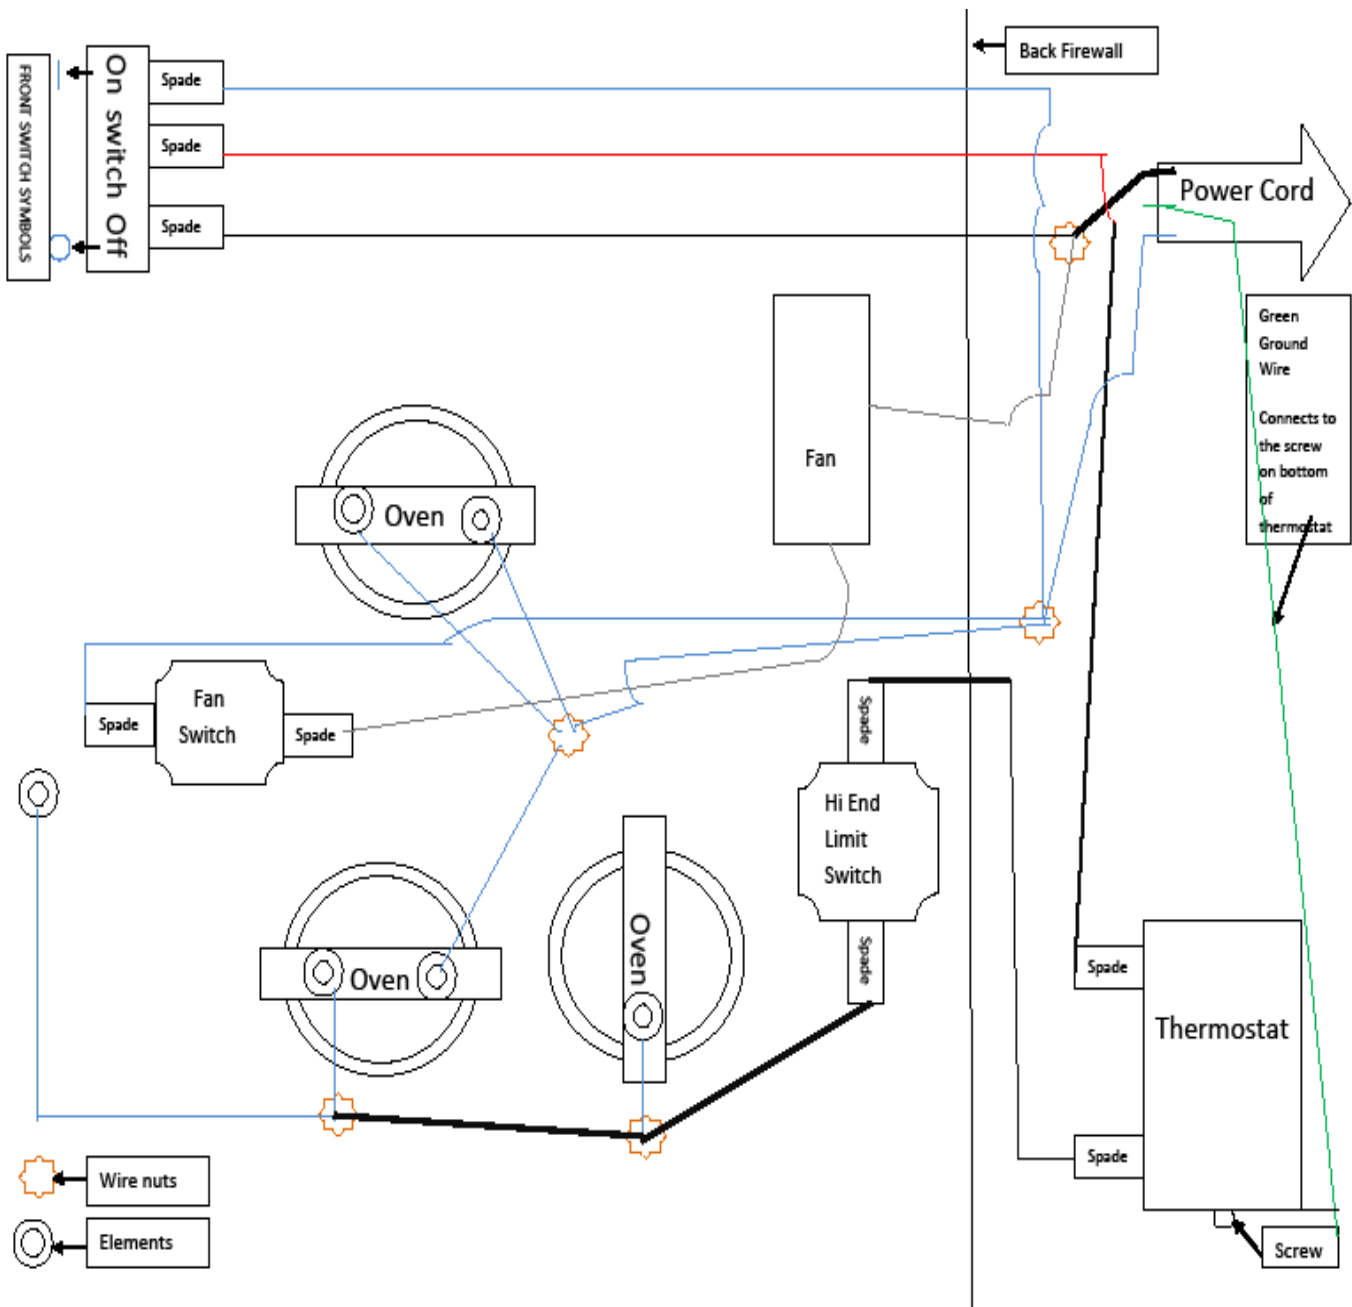 Back Firewall
FRONT SWITCH SYMBOLS
On switch Off
Spade
Spade
Spade
Power Cord
Green
Ground
Wire
Connects to
the screw
on bottom
of
thermostat
Fan
Oven
Fan
Switch
Spade
Spade
Spade
Hi End
Limit
Switch
Spade
Oven
Oven
Spade
Thermostat
Spade
Wire nuts
Elements
Screw